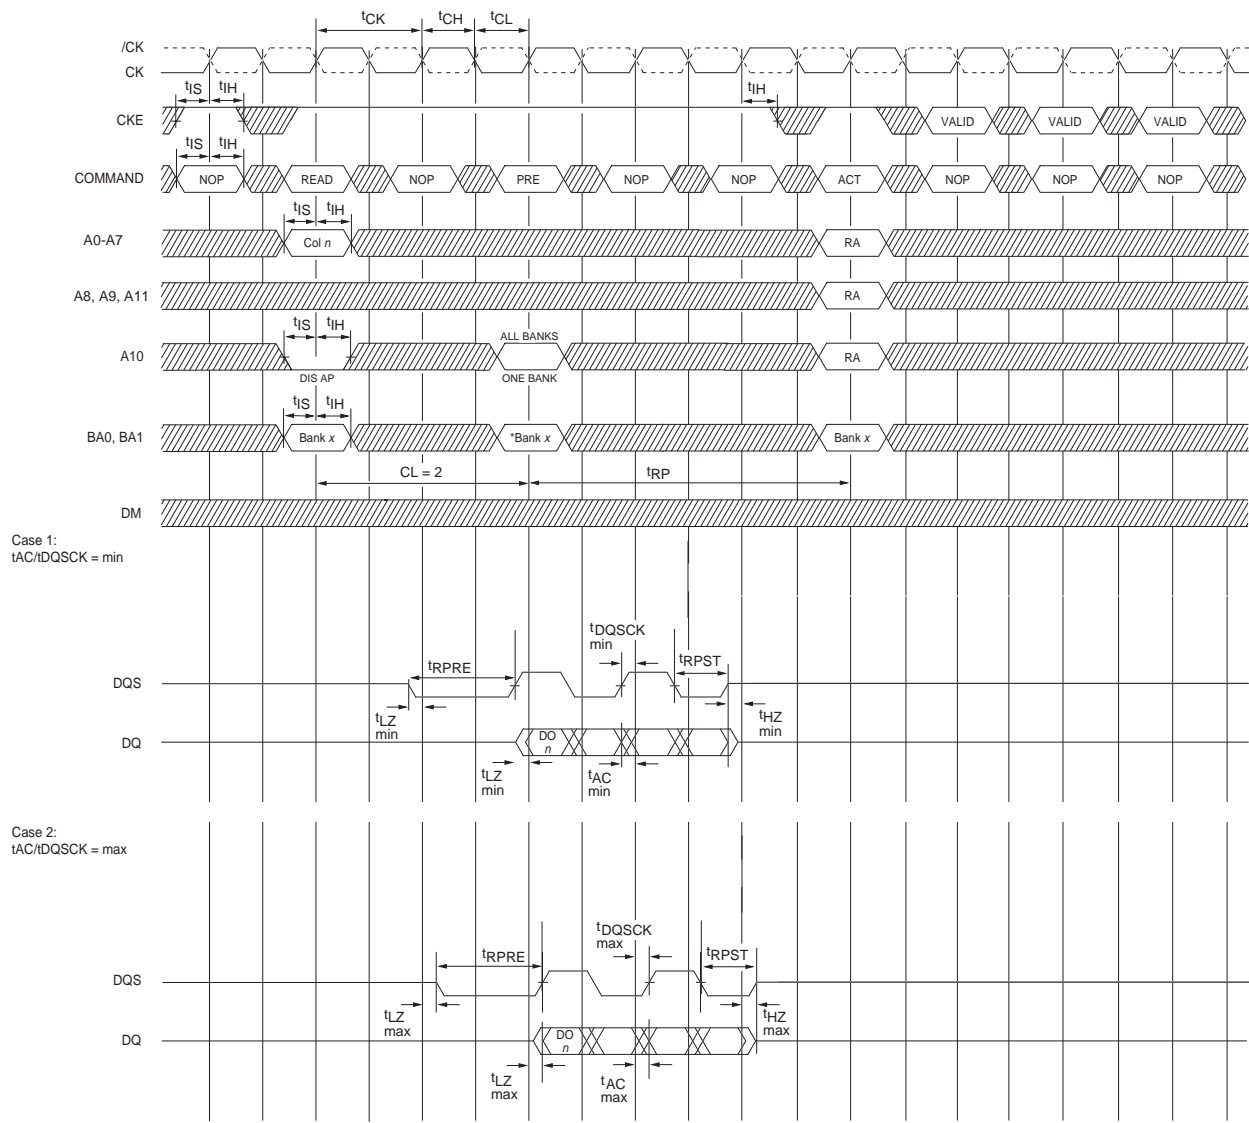 tCK tCH tCL
/CK
CK
tIS tIH tIH
CKE VALID VALID VALID
tIS tIH
COMMAND NOP READ NOP PRE NOP NOP ACT NOP NOP NOP
tIS tIH
A0-A7 Col n RA
A8, A9, A11 RA
tIS tIH ALL BANKS
A10 RA
DIS AP ONE BANK
tIS tIH
BA0, BA1 Bank x *Bank x Bank x
CL = 2 tRP
DM
Case 1:
tAC/tDQSCK = min
tDQSCK
min
tRPRE tRPST
DQS
tLZ
min
tHZ
min
DQ DO
n
tLZ
min
tAC
min
Case 2:
tAC/tDQSCK = max
tDQSCK
max
tRPRE tRPST
DQS
tLZ
max
tHZ
max
DQ DO
n
tLZ
max
tAC
max